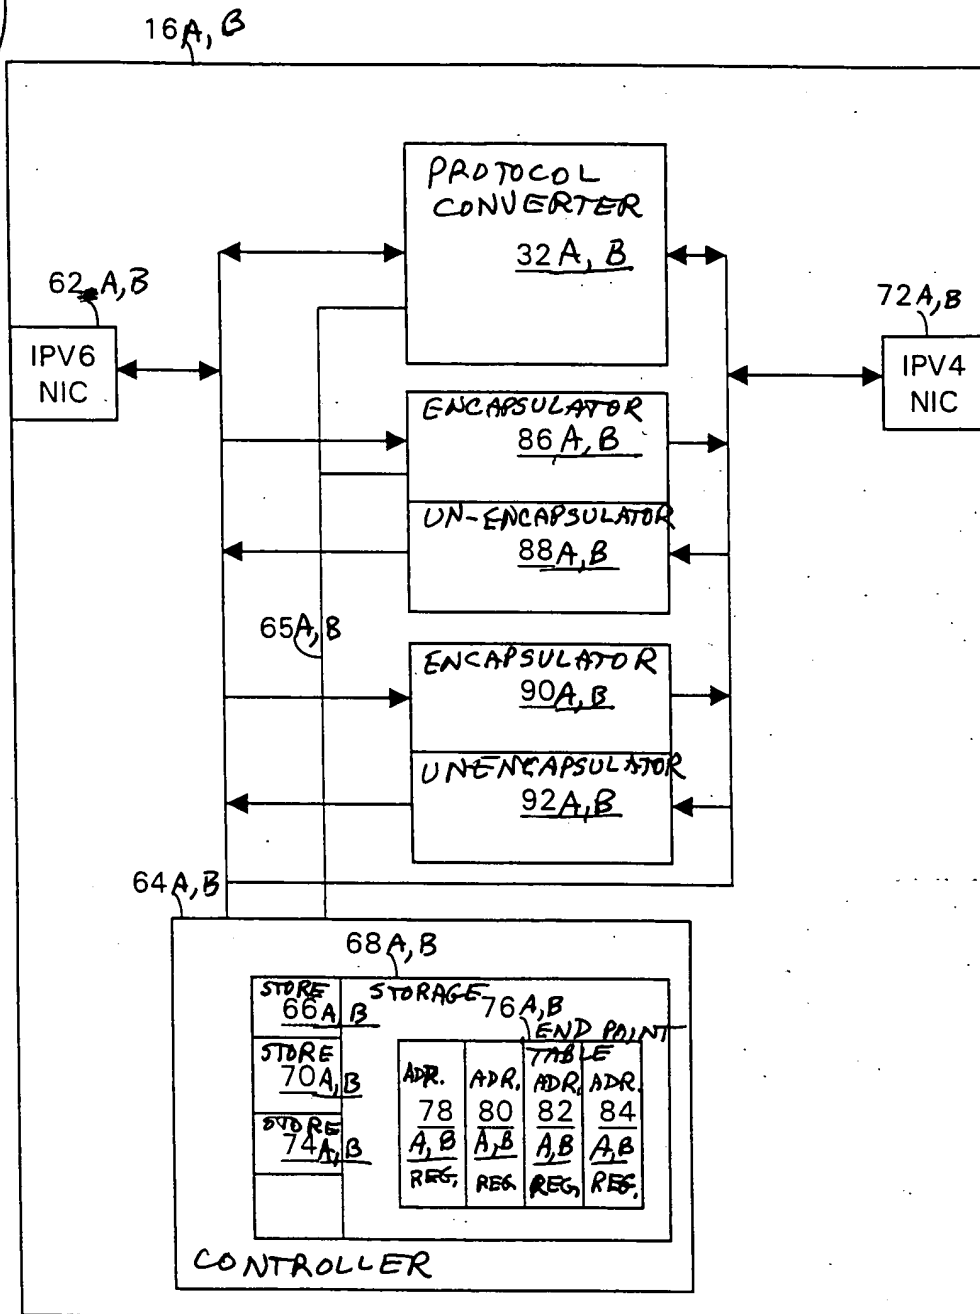 16A, B
PROTOCOL
CONVERTER
32A, B
62 A, B
72A, B
IPV6
NIC
IPV4
NIC
ENCAPSULATOR
86A, B
UN-ENCAPSULATOR
88A, B
65A, B
ENCAPSULATOR
90A, B
UNENCAPSULATOR
92A, B
64A, B
68A, B
STORE
66A, B
STORAGE
76A, B
END POINT
TABLE
STORE
70A, B
STORE
74A, B
ADR. ADR. ADR. ADR.
78 80 82 84
A, B A, B A, B A, B
REG. REG REG. REG.
CONTROLLER